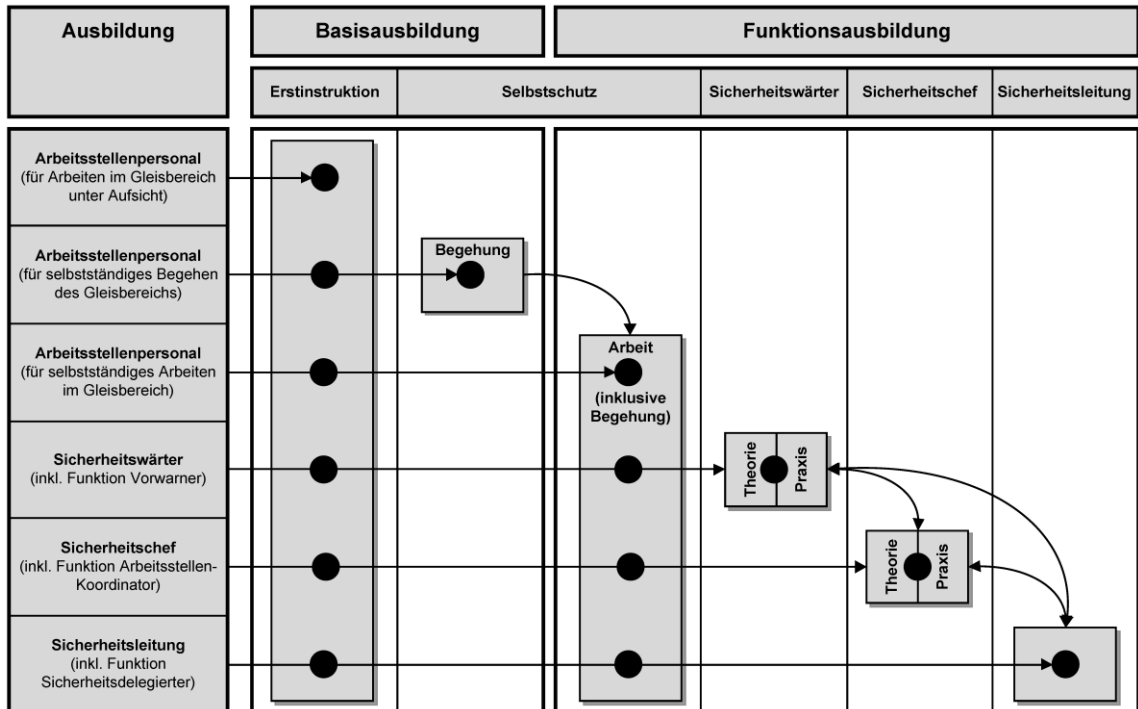 Ausbildung
Basisausbildung
Funktionsausbildung
Erstinstruktion
Selbstschutz
Sicherheitswärter
Sicherheitschef
Sicherheitsleitung
Arbeitsstellenpersonal
(für Arbeiten im Gleisbereich
unter Aufsicht)
Arbeitsstellenpersonal
(für selbstständiges Begehen
des Gleisbereichs)
Begehung
Arbeitsstellenpersonal
(für selbstständiges Arbeiten
im Gleisbereich)
Arbeit
(inklusive
Begehung)
Sicherheitswärter
(inkl. Funktion Vorwarner)
Theorie
Praxis
Sicherheitschef
(inkl. Funktion Arbeitsstellen-
Koordinator)
Theorie
Praxis
Sicherheitsleitung
(inkl. Funktion
Sicherheitsdelegierter)